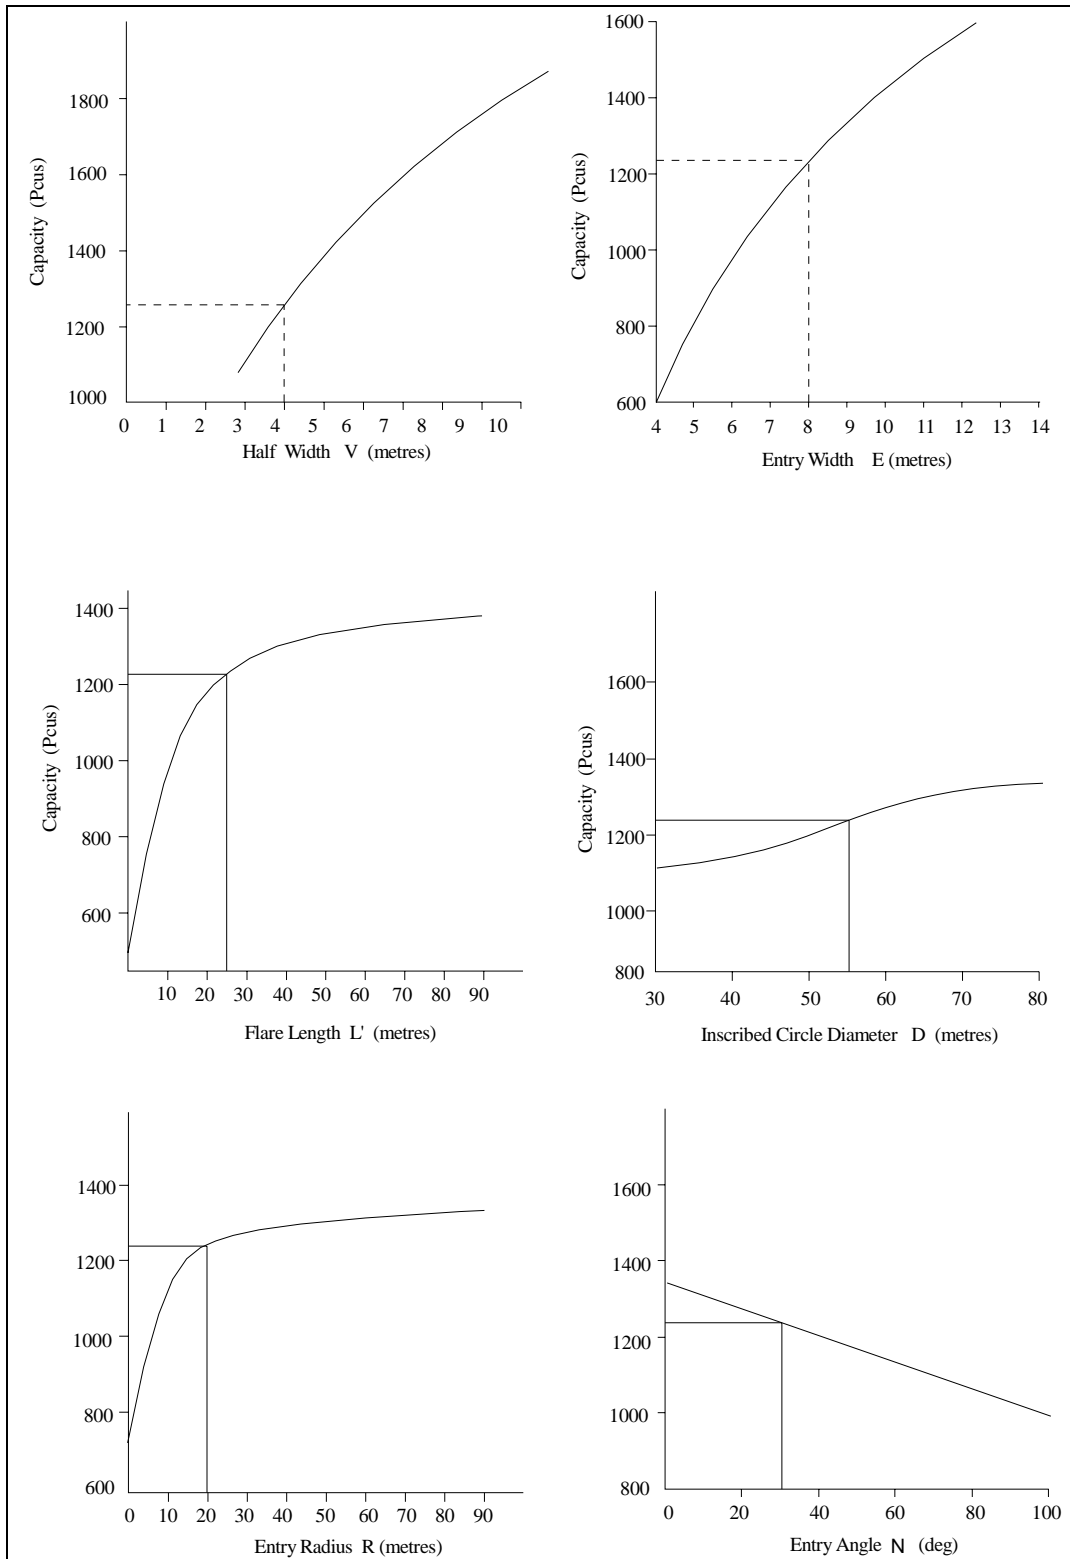 1800
1600
1400
1200
1000
Capacity (Pcus)
0 1 2 3 4 5 6 7 8 9 10
Half Width V (metres)
1600
1400
1200
1000
800
600
Capacity (Pcus)
4 5 6 7 8 9 10 11 12 13 14
Entry Width E (metres)
1400
1200
1000
800
600
Capacity (Pcus)
10 20 30 40 50 60 70 80 90
Flare Length L' (metres)
1600
1400
1200
1000
800
Capacity (Pcus)
30 40 50 60 70 80
Inscribed Circle Diameter D (metres)
1400
1200
1000
800
600
0 10 20 30 40 50 60 70 80 90
Entry Radius R (metres)
1600
1400
1200
1000
800
0 20 40 60 80 100
Entry Angle N (deg)